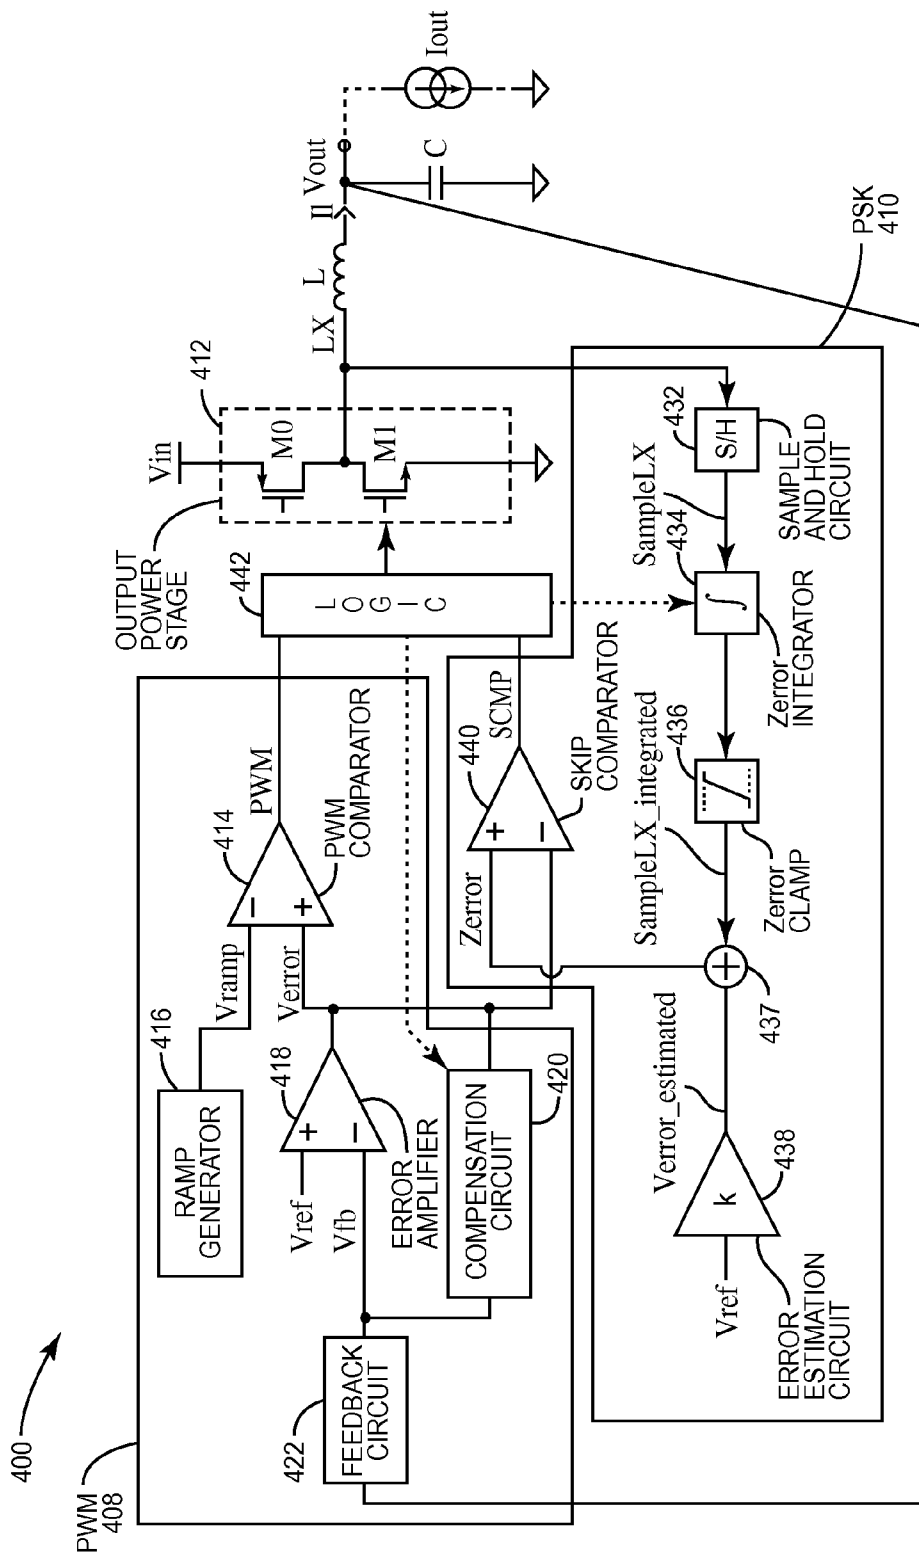 400
PWM
408
RAMP
GENERATOR
416
Vramp
Verror
414
−
+
PWM
PWM
COMPARATOR
Vref
Vfb
418
+
−
ERROR
AMPLIFIER
422
FEEDBACK
CIRCUIT
COMPENSATION
CIRCUIT
420
442
LOGIC
OUTPUT
POWER
STAGE
412
Vin
M0
M1
LX
L
Il
Vout
C
Iout
Zerror
440
+
−
SCMP
SKIP
COMPARATOR
PSK
410
Vref
k
438
ERROR
ESTIMATION
CIRCUIT
Verror_estimated
+
437
SampleLX_integrated
436
Zerror
CLAMP
434
∫
Zerror
INTEGRATOR
SampleLX
432
S/H
SAMPLE
AND HOLD
CIRCUIT